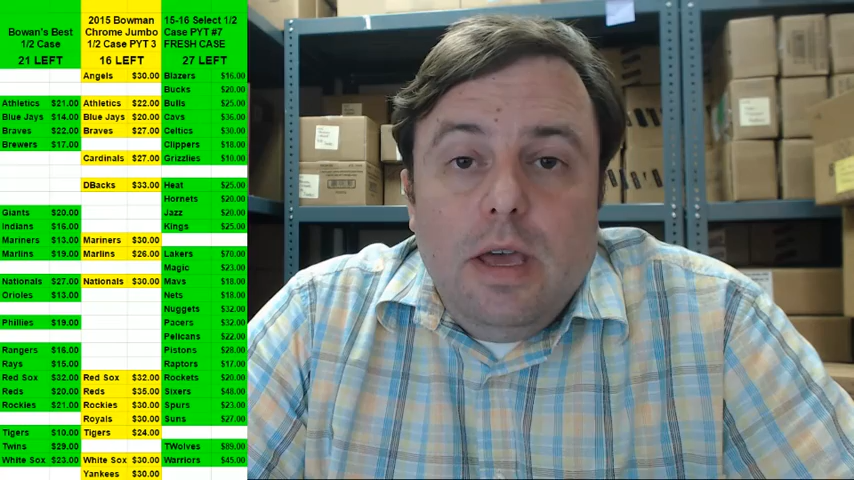 Bowan's Best
1/2 Case
21 LEFT
Athletics $21.00
Blue Jays $14.00
Braves $22.00
Brewers $17.00
Giants $20.00
Indians $16.00
Mariners $13.00
Marlins $19.00
Nationals $27.00
Orioles $13.00
Phillies $19.00
Rangers $16.00
Rays $15.00
Red Sox $32.00
Reds $20.00
Rockies $21.00
Tigers $10.00
Twins $29.00
White Sox $23.00
2015 Bowman
Chrome Jumbo
1/2 Case PYT 3
16 LEFT
Angels $30.00
Athletics $22.00
Blue Jays $20.00
Braves $27.00
Cardinals $27.00
DBacks $33.00
Mariners $30.00
Marlins $26.00
Nationals $30.00
Red Sox $32.00
Reds $35.00
Rockies $30.00
Royals $30.00
Tigers $24.00
White Sox $30.00
Yankees $30.00
15-16 Select 1/2
Case PYT #7
FRESH CASE
27 LEFT
Blazers $16.00
Bucks $20.00
Bulls $25.00
Cavs $36.00
Celtics $30.00
Clippers $18.00
Grizzlies $10.00
Heat $25.00
Hornets $20.00
Jazz $20.00
Kings $25.00
Lakers $70.00
Magic $23.00
Mavs $18.00
Nets $18.00
Nuggets $32.00
Pacers $32.00
Pelicans $22.00
Pistons $28.00
Raptors $17.00
Rockets $20.00
Sixers $46.00
Spurs $23.00
Suns $27.00
TWolves $89.00
Warriors $45.00